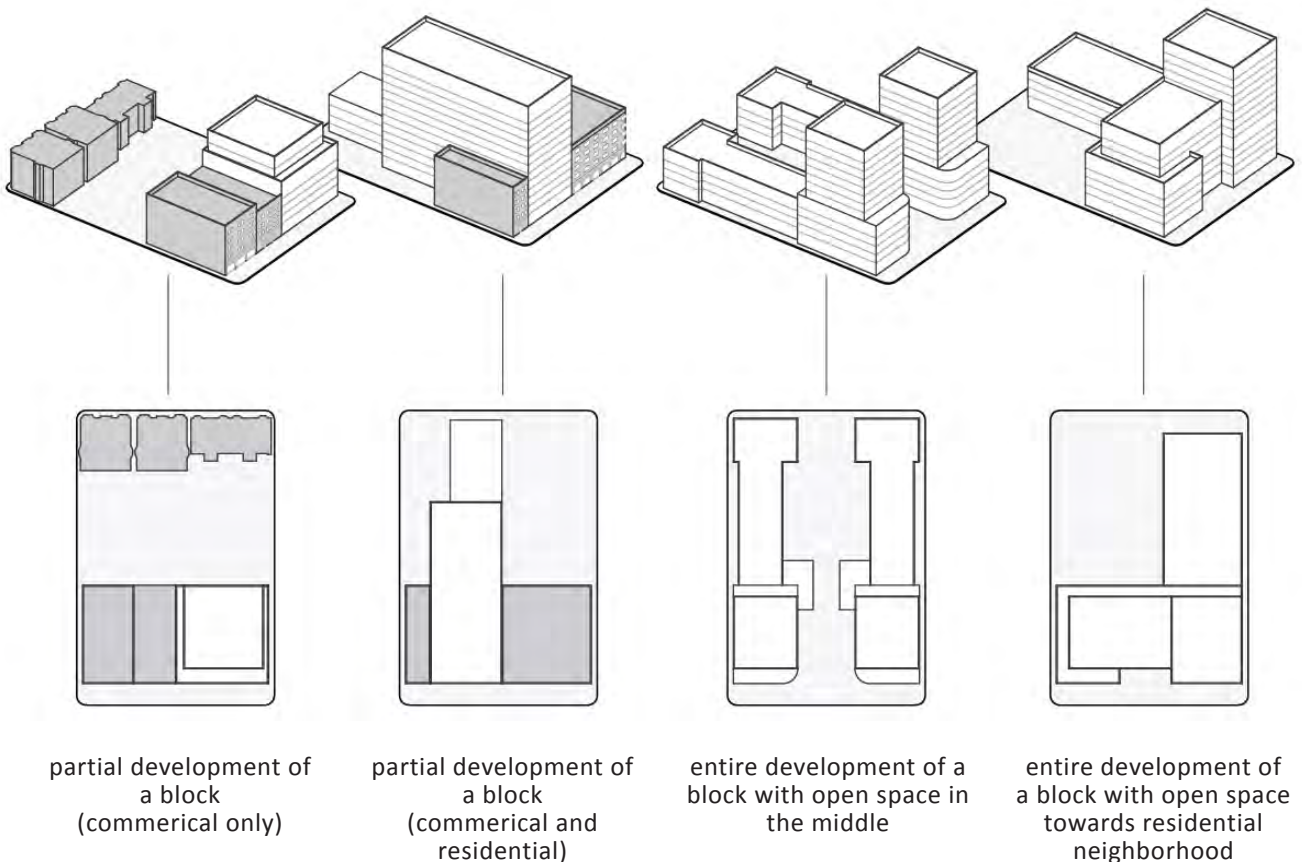 partial development of
a block
(commerical only)
partial development of
a block
(commerical and
residential)
entire development of a
block with open space in
the middle
entire development of
a block with open space
towards residential
neighborhood